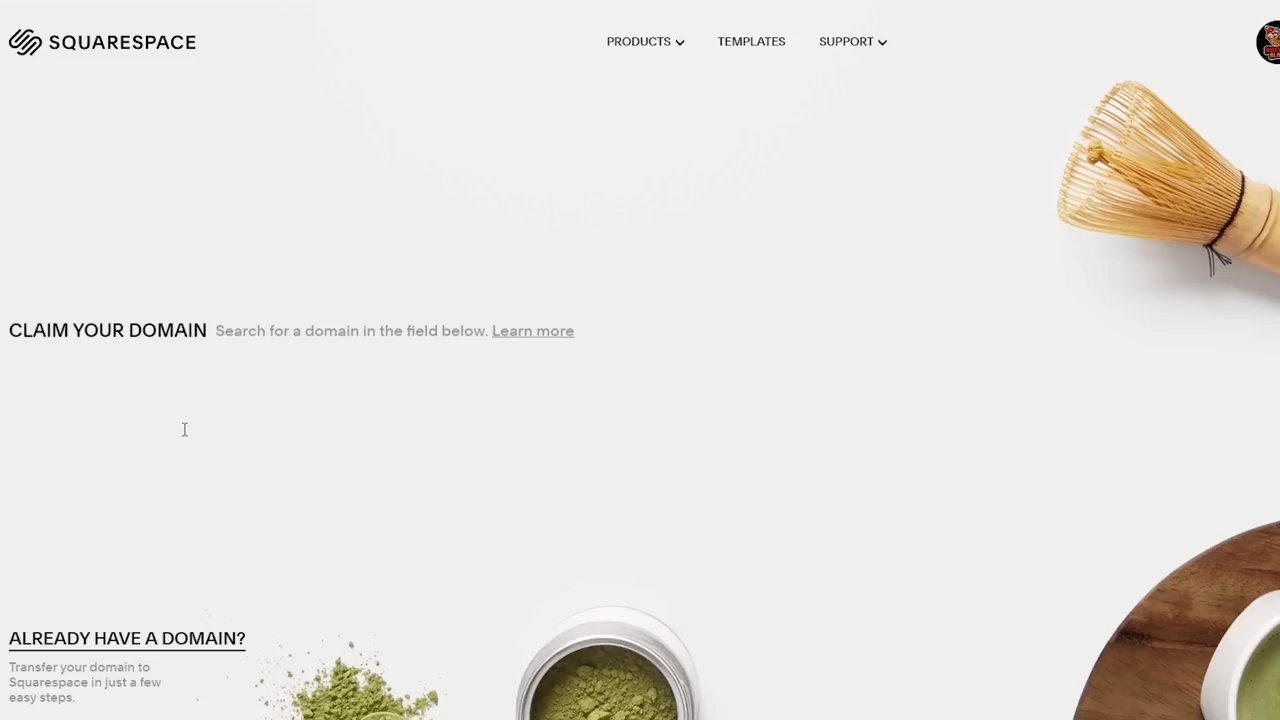 SQUARESPACE
PRODUCTS
TEMPLATES
SUPPORT
CLAIM YOUR DOMAIN Search for a domain in the field below. Learn more
ALREADY HAVE A DOMAIN?
Transfer your domain to
Squarespace in just a few
easy steps.